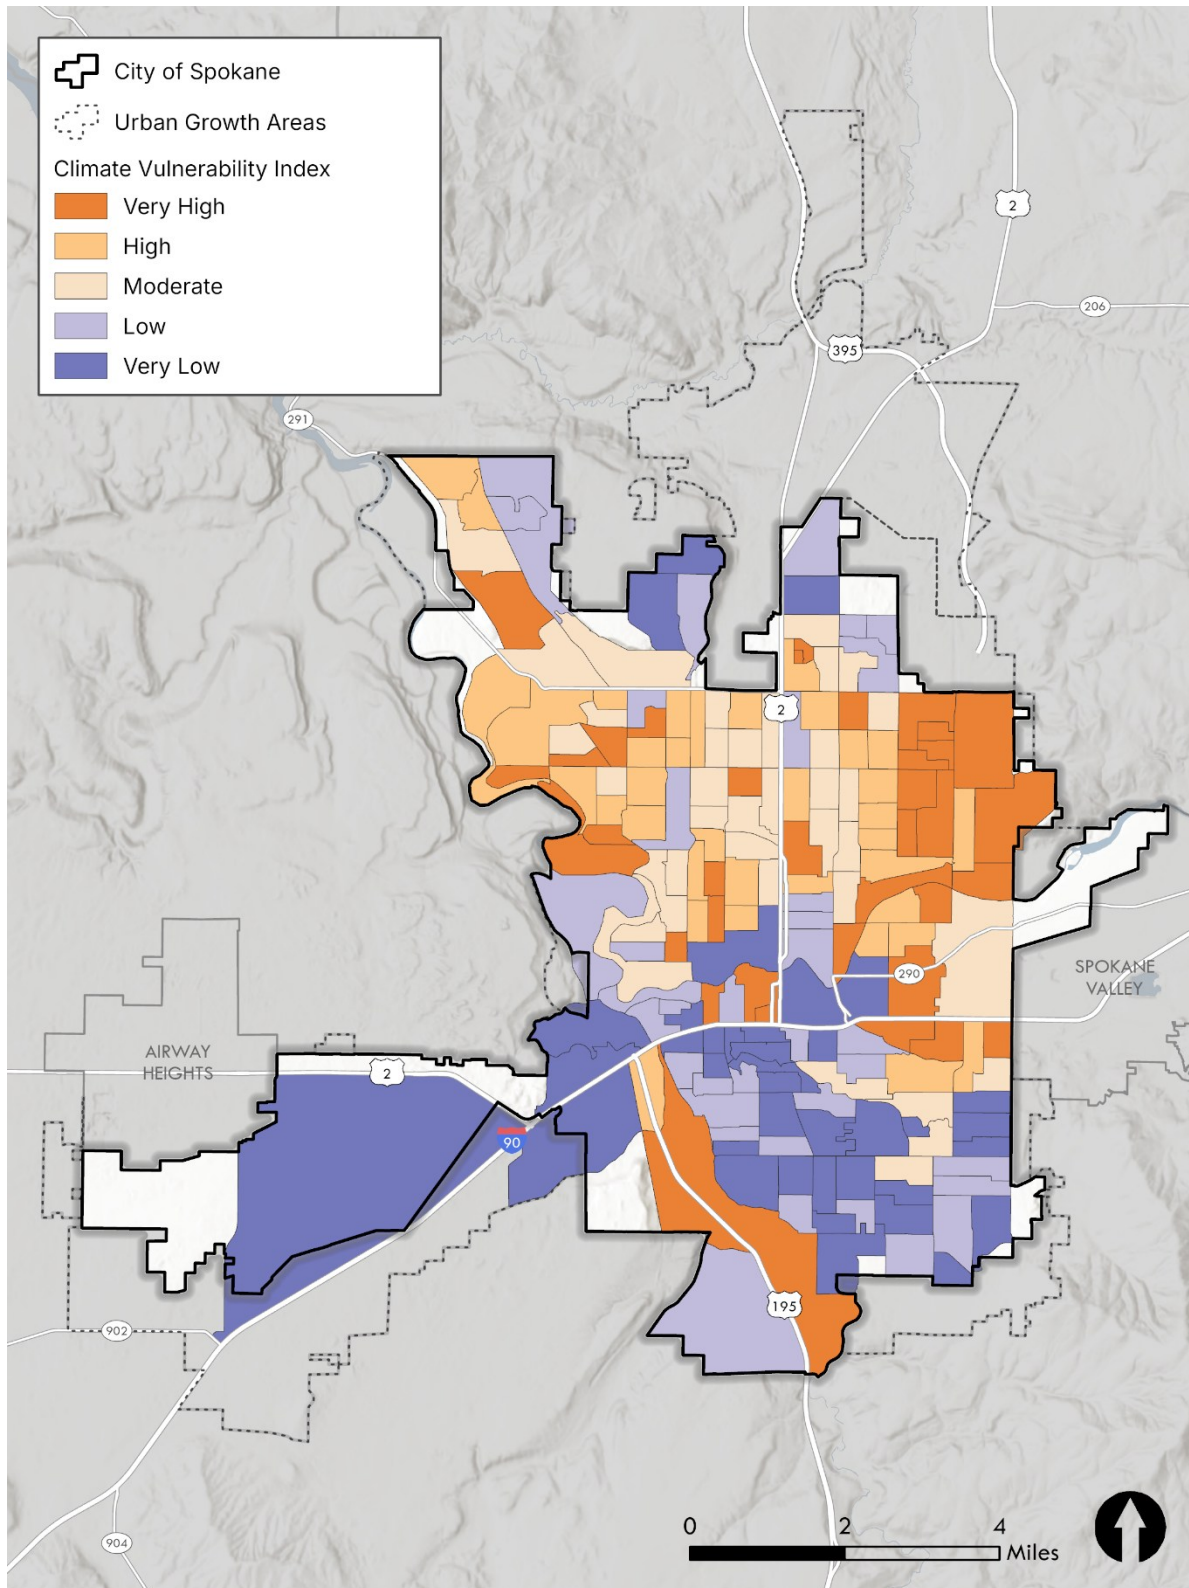 City of Spokane
Urban Growth Areas
Climate Vulnerability Index
Very High
High
Moderate
Low
Very Low
2
206
395
291
2
290
SPOKANE
VALLEY
AIRWAY
HEIGHTS
2
90
195
902
904
0 2 4
Miles